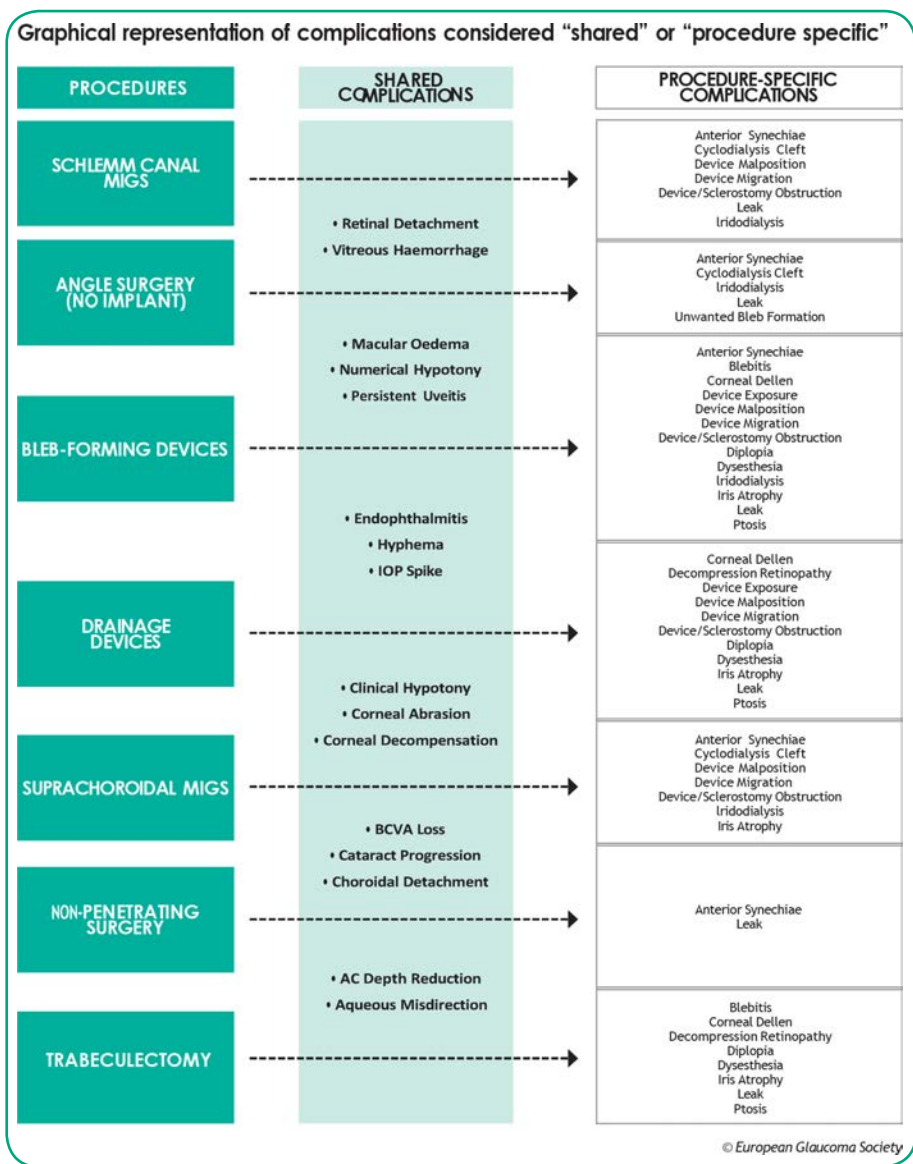 Graphical representation of complications considered “shared” or “procedure specific”
PROCEDURES
SHARED
COMPLICATIONS
PROCEDURE-SPECIFIC
COMPLICATIONS
SCHLEMM CANAL
MIGS
Anterior Synechiae
Cyclodialysis Cleft
Device Malposition
Device Migration
Device/Sclerostomy Obstruction
Leak
Iridodialysis
• Retinal Detachment
• Vitreous Haemorrhage
ANGLE SURGERY
(NO IMPLANT)
Anterior Synechiae
Cyclodialysis Cleft
Iridodialysis
Leak
Unwanted Bleb Formation
• Macular Oedema
• Numerical Hypotony
• Persistent Uveitis
BLEB-FORMING DEVICES
Anterior Synechiae
Blebitis
Corneal Dellen
Device Exposure
Device Malposition
Device Migration
Device/Sclerostomy Obstruction
Diplopia
Dysesthesia
Iridodialysis
Iris Atrophy
Leak
Ptosis
• Endophthalmitis
• Hyphema
• IOP Spike
DRAINAGE
DEVICES
Corneal Dellen
Decompression Retinopathy
Device Exposure
Device Malposition
Device Migration
Device/Sclerostomy Obstruction
Diplopia
Dysesthesia
Iris Atrophy
Leak
Ptosis
• Clinical Hypotony
• Corneal Abrasion
• Corneal Decompensation
SUPRACHOROIDAL MIGS
Anterior Synechiae
Cyclodialysis Cleft
Device Malposition
Device Migration
Device/Sclerostomy Obstruction
Iridodialysis
Iris Atrophy
• BCVA Loss
• Cataract Progression
• Choroidal Detachment
NON-PENETRATING
SURGERY
Anterior Synechiae
Leak
• AC Depth Reduction
• Aqueous Misdirection
TRABECULECTOMY
Blebitis
Corneal Dellen
Decompression Retinopathy
Diplopia
Dysesthesia
Iris Atrophy
Leak
Ptosis
© European Glaucoma Society